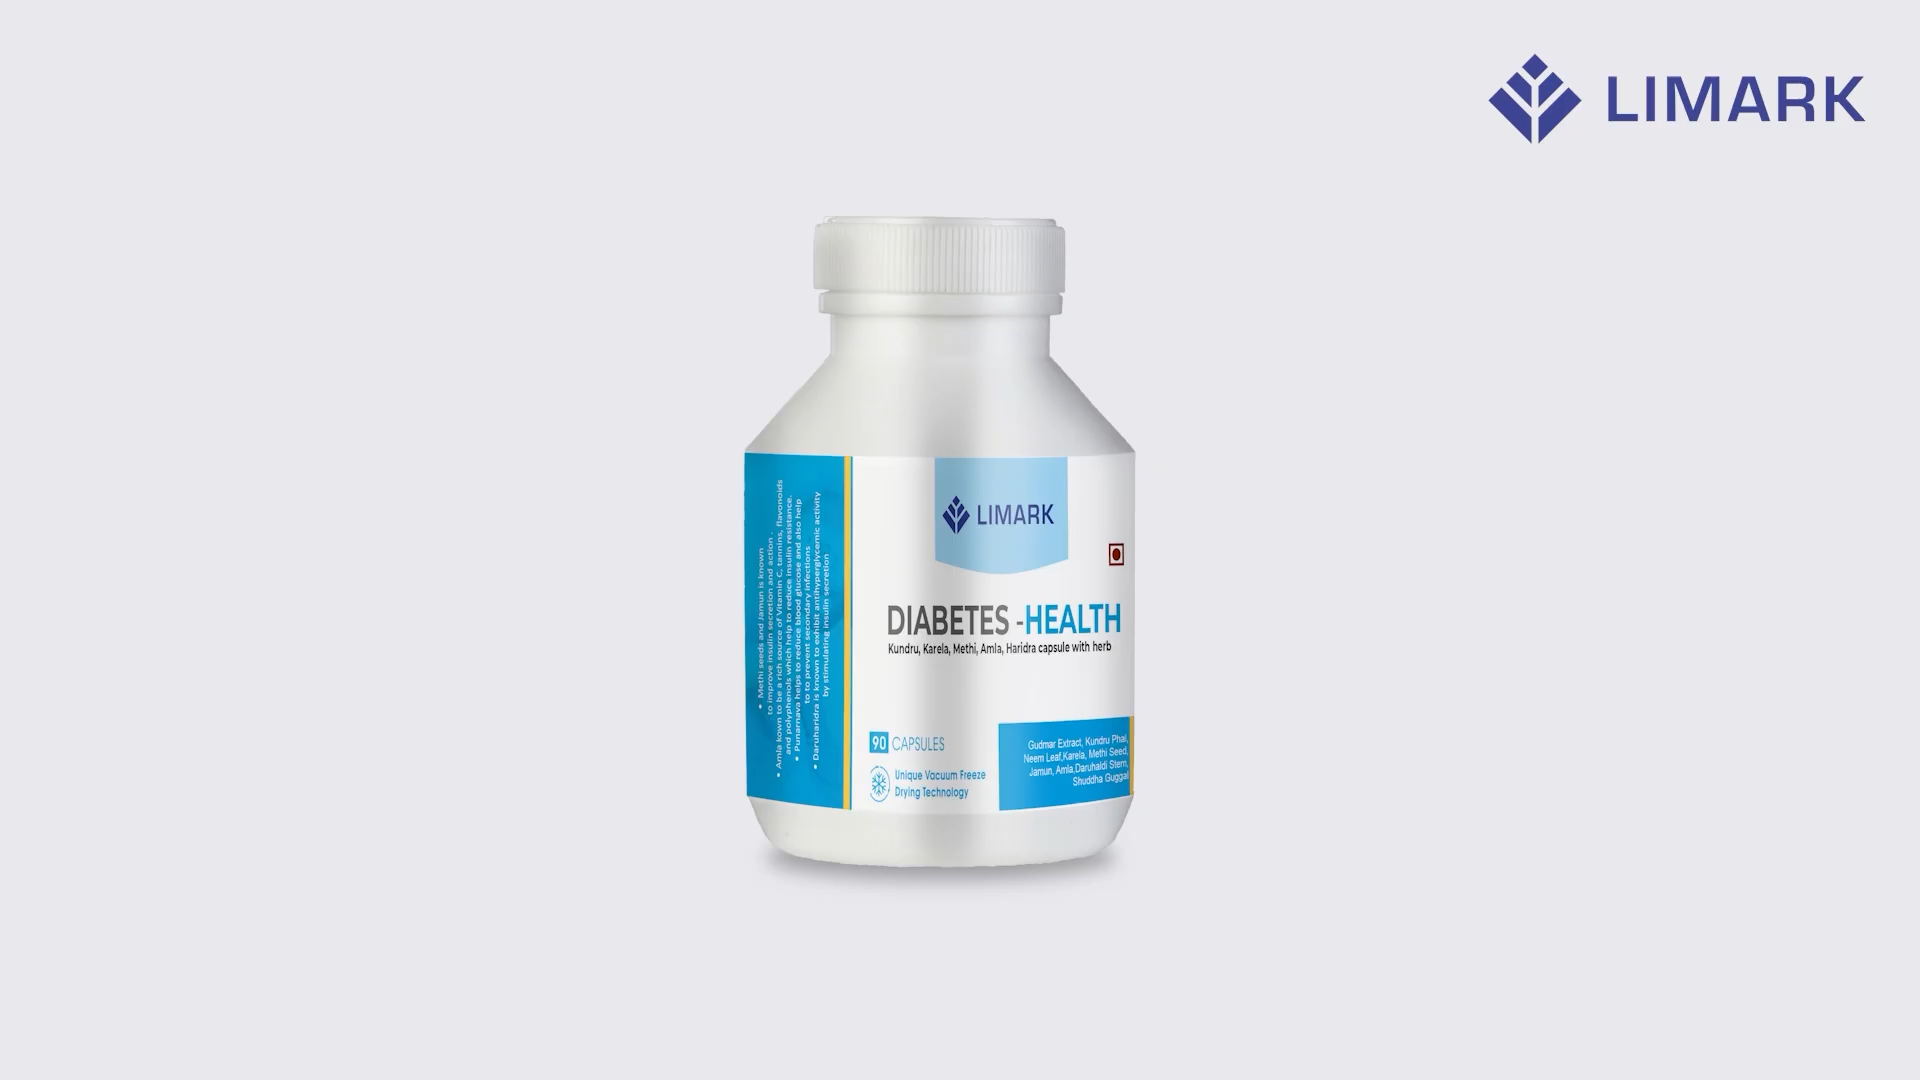 LIMARK
LIMARK
DIABETES -HEALTH
Kundru, Karela, Methi, Amla, Haridra capsule with herb
90 CAPSULES
Unique Vacuum Freeze
Drying Technology
Gudmar Extract, Kundru Phal,
Neem Leaf,Karela, Methi Seed,
Jamun, Amla,Daruhaldi Stem,
Shuddha Guggal
• Methi seeds and Jamun is known
to improve insulin secretion and action .
• Amla kown to be a rich source of Vitamin C, tannins, flavonoids
and polyphenols which help to reduce insulin resistance.
• Punarnava helps to reduce blood glucose and also help
to to prevent secondary infections
• Daruharidra is known to exhibit antihyperglycemic activity
by stimulating insulin secretion